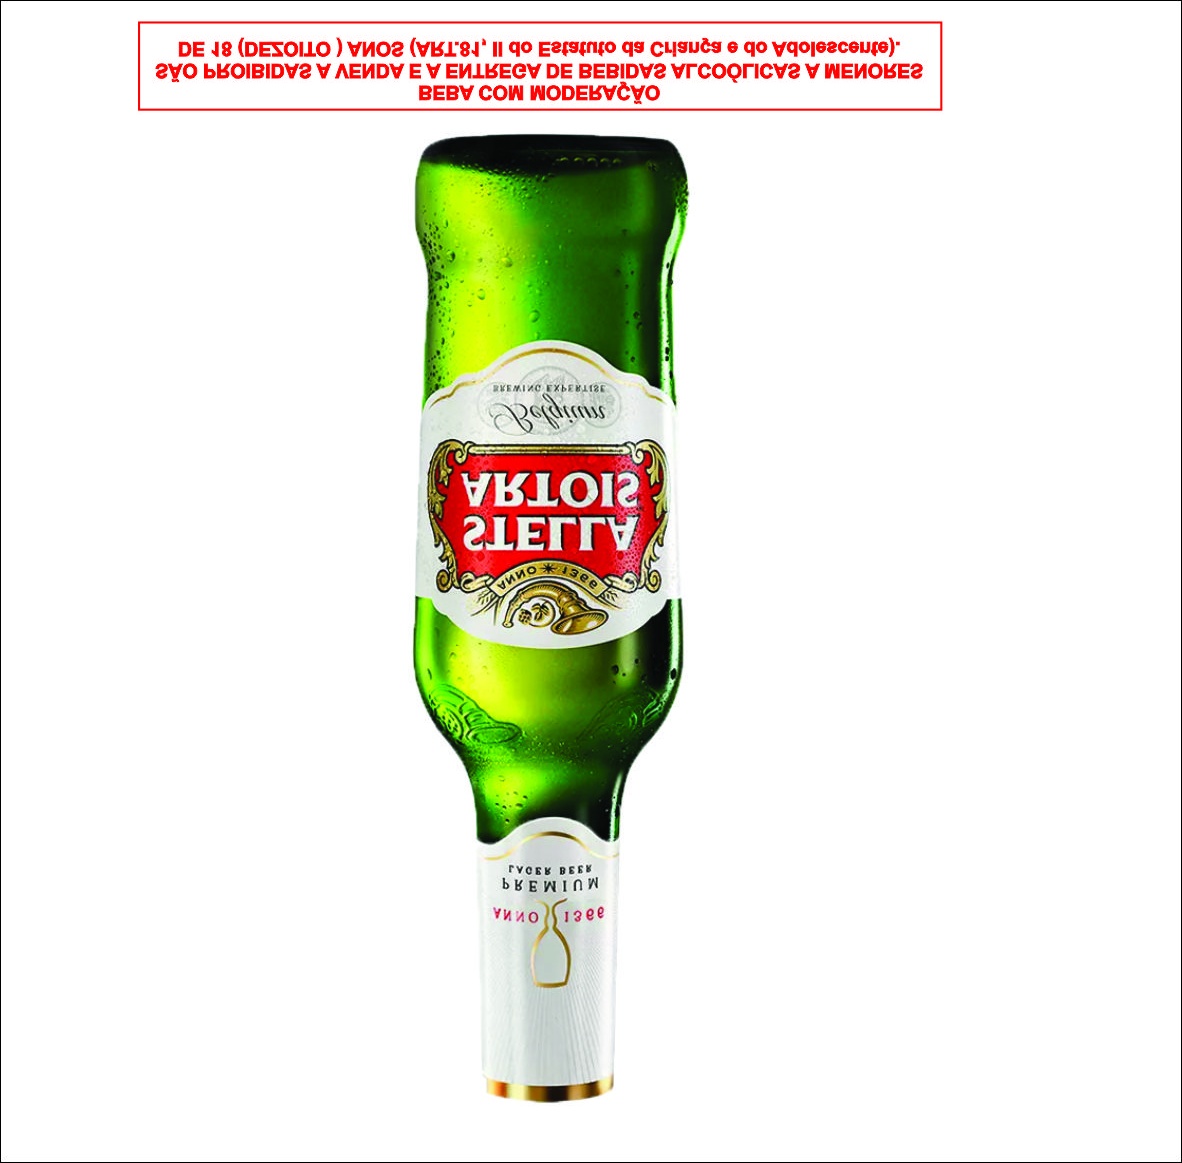 BEBA COM MODERAÇÃO
SÃO PROIBIDAS A VENDA E A ENTREGA DE BEBIDAS ALCOÓLICAS A MENORES
DE 18 (DEZOITO ) ANOS (ART.81, II do Estatuto da Criança e do Adolescente).
ANNO 1366
PREMIUM
LAGER BEER
ANNO 1366
STELLA
ARTOIS
Belgium
BREWING EXPERTISE